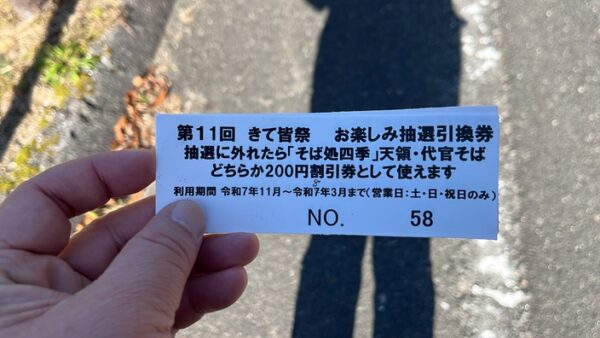 第11回 きて皆祭 お楽しみ抽選引換券
抽選に外れたら「そば処四季」天領・代官そば
どちらか200円割引券として使えます
8
利用期間 令和7年11月～令和7年3月まで(営業日:土・日・祝日のみ)
NO. 58